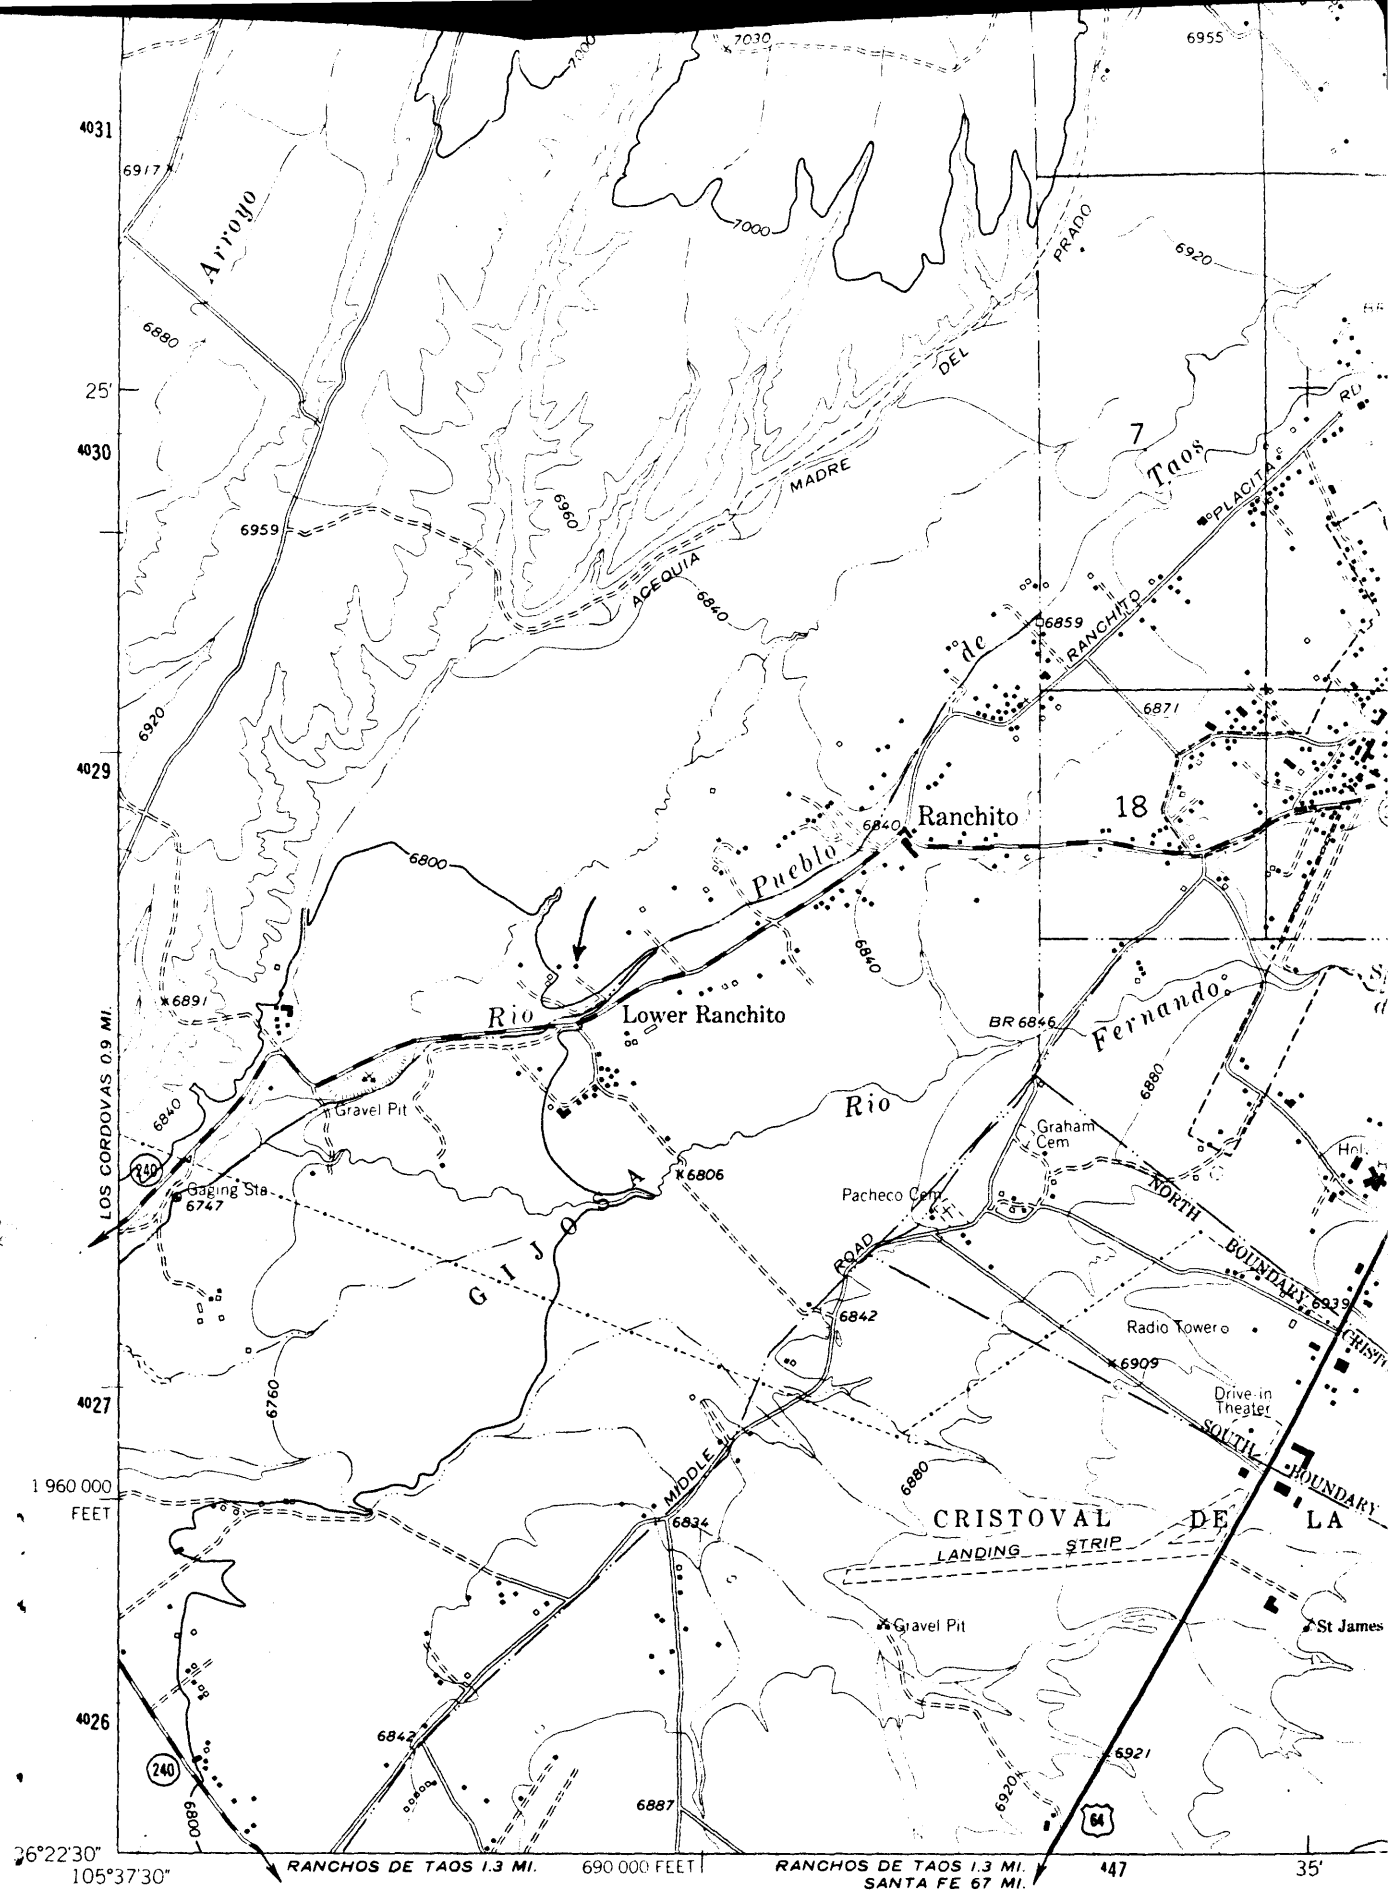 7000
7030
6955
4031
6917
Arroyo
7000
PRADO
6920
6880
DEL
25'
RD
4030
7
Taos
MADRE
PLACITA
6960
6959
ACEQUIA
6840
RANCHITO
6859
de
6920
6871
4029
18
Ranchito
6840
6800
Pueblo
6840
6891
Rio
Lower Ranchito
BR 6846
Fernando
LOS CORDOVAS 0.9 MI.
6840
Gravel Pit
Rio
6880
Graham
Cem
240
6806
Gaging Sta
6747
Pacheco Cem
NORTH
GIJOSA
ROAD
BOUNDARY
6939
6842
Radio Tower
6909
4027
6760
Drive-in
Theater
SOUTH
MIDDLE
6880
BOUNDARY
1 960 000
FEET
6834
CRISTOVAL DE LA
LANDING STRIP
Gravel Pit
St James
4026
6842
240
6921
6800
6887
6920
64
26°22'30"
105°37'30"
RANCHOS DE TAOS 1.3 MI.
690 000 FEET
RANCHOS DE TAOS 1.3 MI.
SANTA FE 67 MI.
447
35'